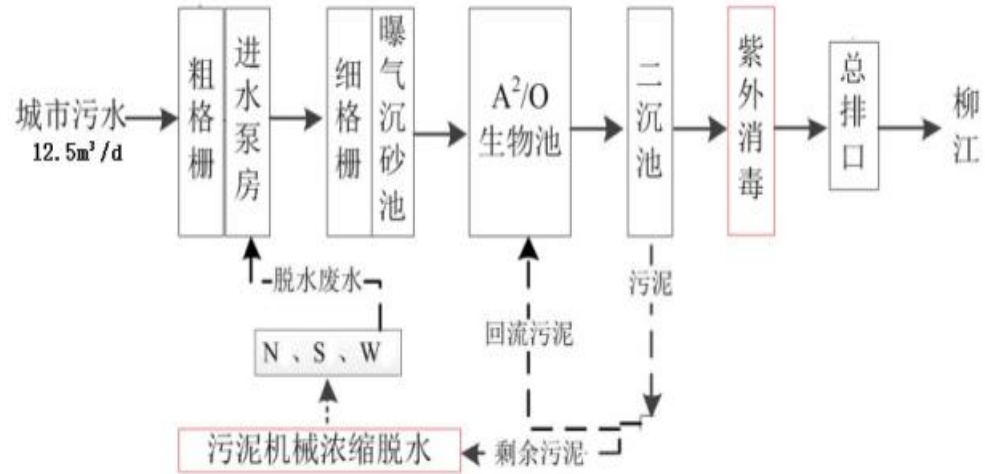 城市污水
12.5m³/d
粗格栅
进水泵房
细格栅
曝气沉砂池
A²/O
生物池
二沉池
紫外消毒
总排口
柳江
脱水废水
回流污泥
污泥
N 、S 、W
污泥机械浓缩脱水
剩余污泥